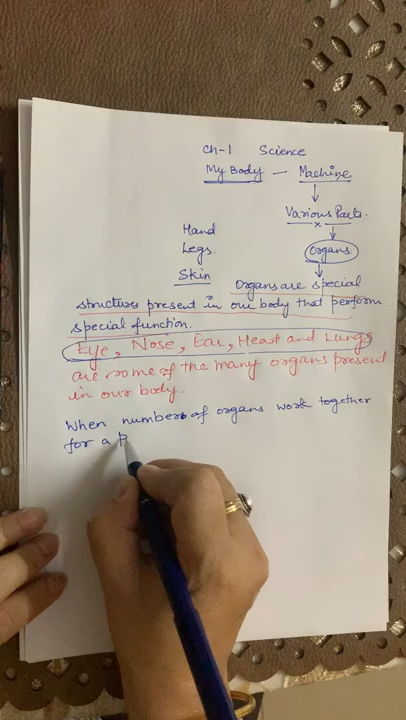 Ch-1 Science
My Body — Machine
Various Parts.
Hand
Legs.
Organs
Skin
Organs are special
structures present in our body that perform
special function.
Eye, Nose, Ear, Heart and Lungs
are some of the many organs present
in our body.
When number of organs work together
for a p